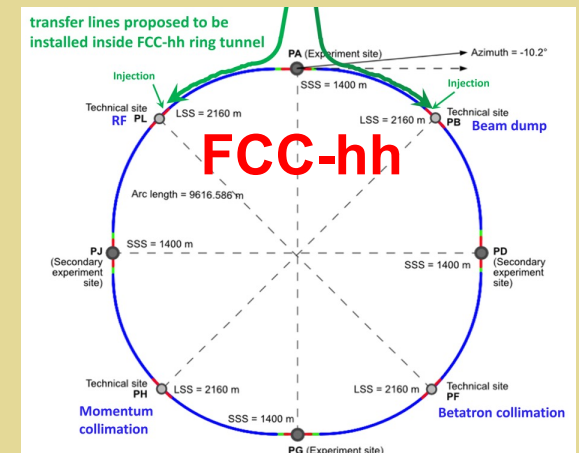 transfer lines proposed to be
installed inside FCC-hh ring tunnel
PA (Experiment site)
Azimuth = -10.2°
Injection
SSS = 1400 m
Injection
Technical site
RF PL
LSS = 2160 m
LSS = 2160 m
Technical site
PB
Beam dump
FCC-hh
Arc length = 9616.586 m
PJ
(Secondary
experiment
site)
SSS = 1400 m
SSS = 1400 m
PD
(Secondary
experiment
site)
Technical site
PH
LSS = 2160 m
LSS = 2160 m
Technical site
PF
Momentum
collimation
SSS = 1400 m
Betatron collimation
PG (Experiment site)